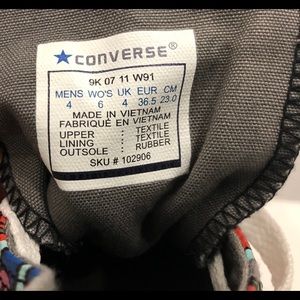 CONVERSE®
9K 07 11 W91
MENS WO'S UK EUR CM
4 6 4 36.5 23.0
MADE IN VIETNAM
FABRIQUÉ EN VIETNAM
UPPER : TEXTILE
LINING : TEXTILE
OUTSOLE : RUBBER
SKU # 102906